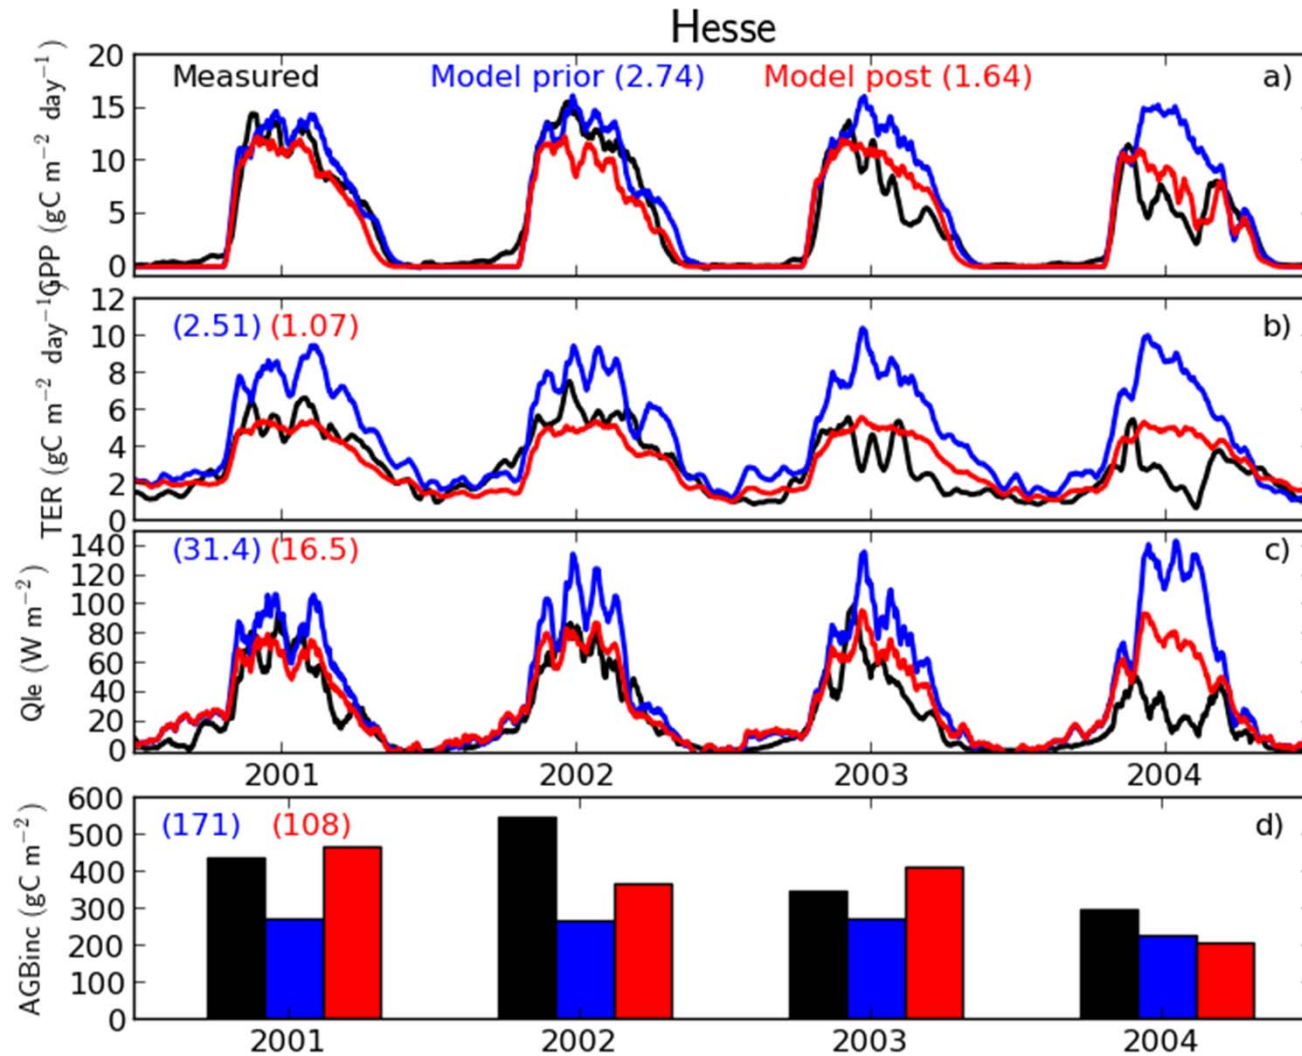 Hesse
GPP (gC m⁻² day⁻¹)
20
15
10
5
0
Measured
Model prior (2.74)
Model post (1.64)
a)
TER (gC m⁻² day⁻¹)
12
10
8
6
4
2
0
(2.51) (1.07)
b)
Qle (W m⁻²)
140
120
100
80
60
40
20
0
(31.4) (16.5)
c)
2001 2002 2003 2004
AGBinc (gC m⁻²)
600
500
400
300
200
100
0
(171) (108)
d)
2001 2002 2003 2004